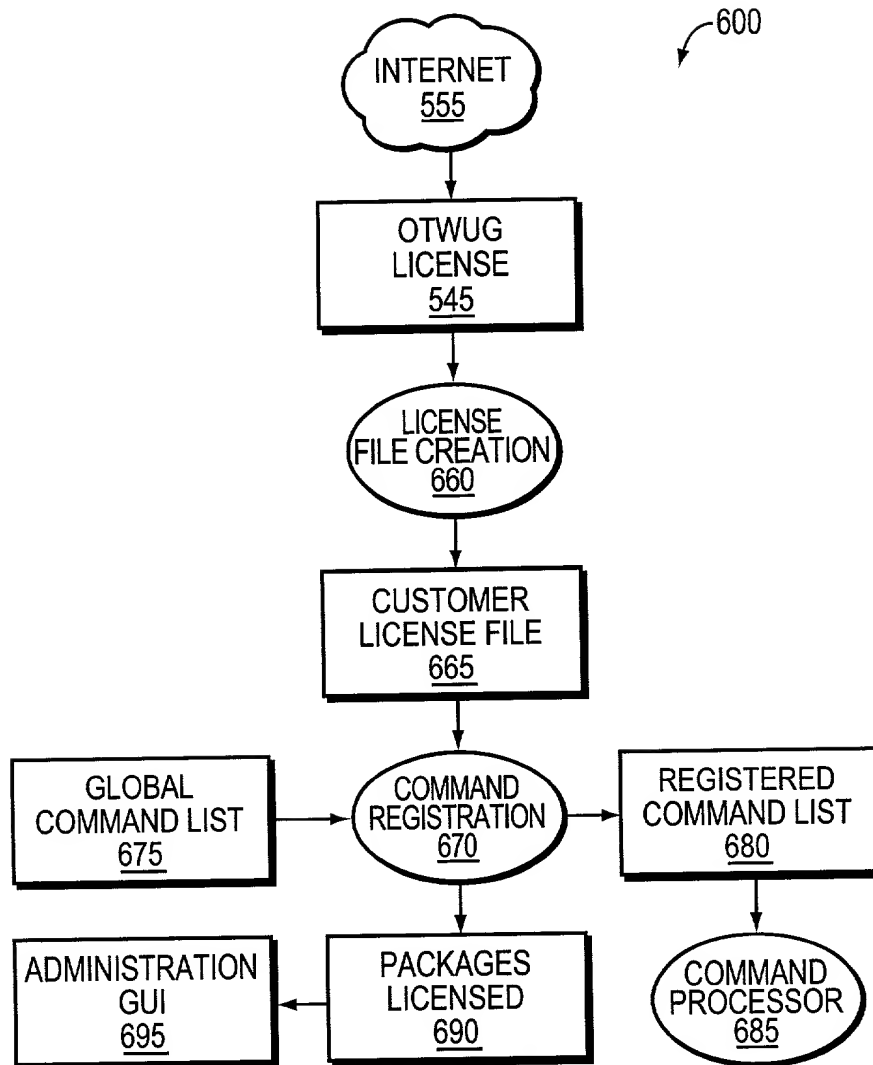 600
INTERNET
555
OTWUG
LICENSE
545
LICENSE
FILE CREATION
660
CUSTOMER
LICENSE FILE
665
GLOBAL
COMMAND LIST
675
COMMAND
REGISTRATION
670
REGISTERED
COMMAND LIST
680
ADMINISTRATION
GUI
695
PACKAGES
LICENSED
690
COMMAND
PROCESSOR
685